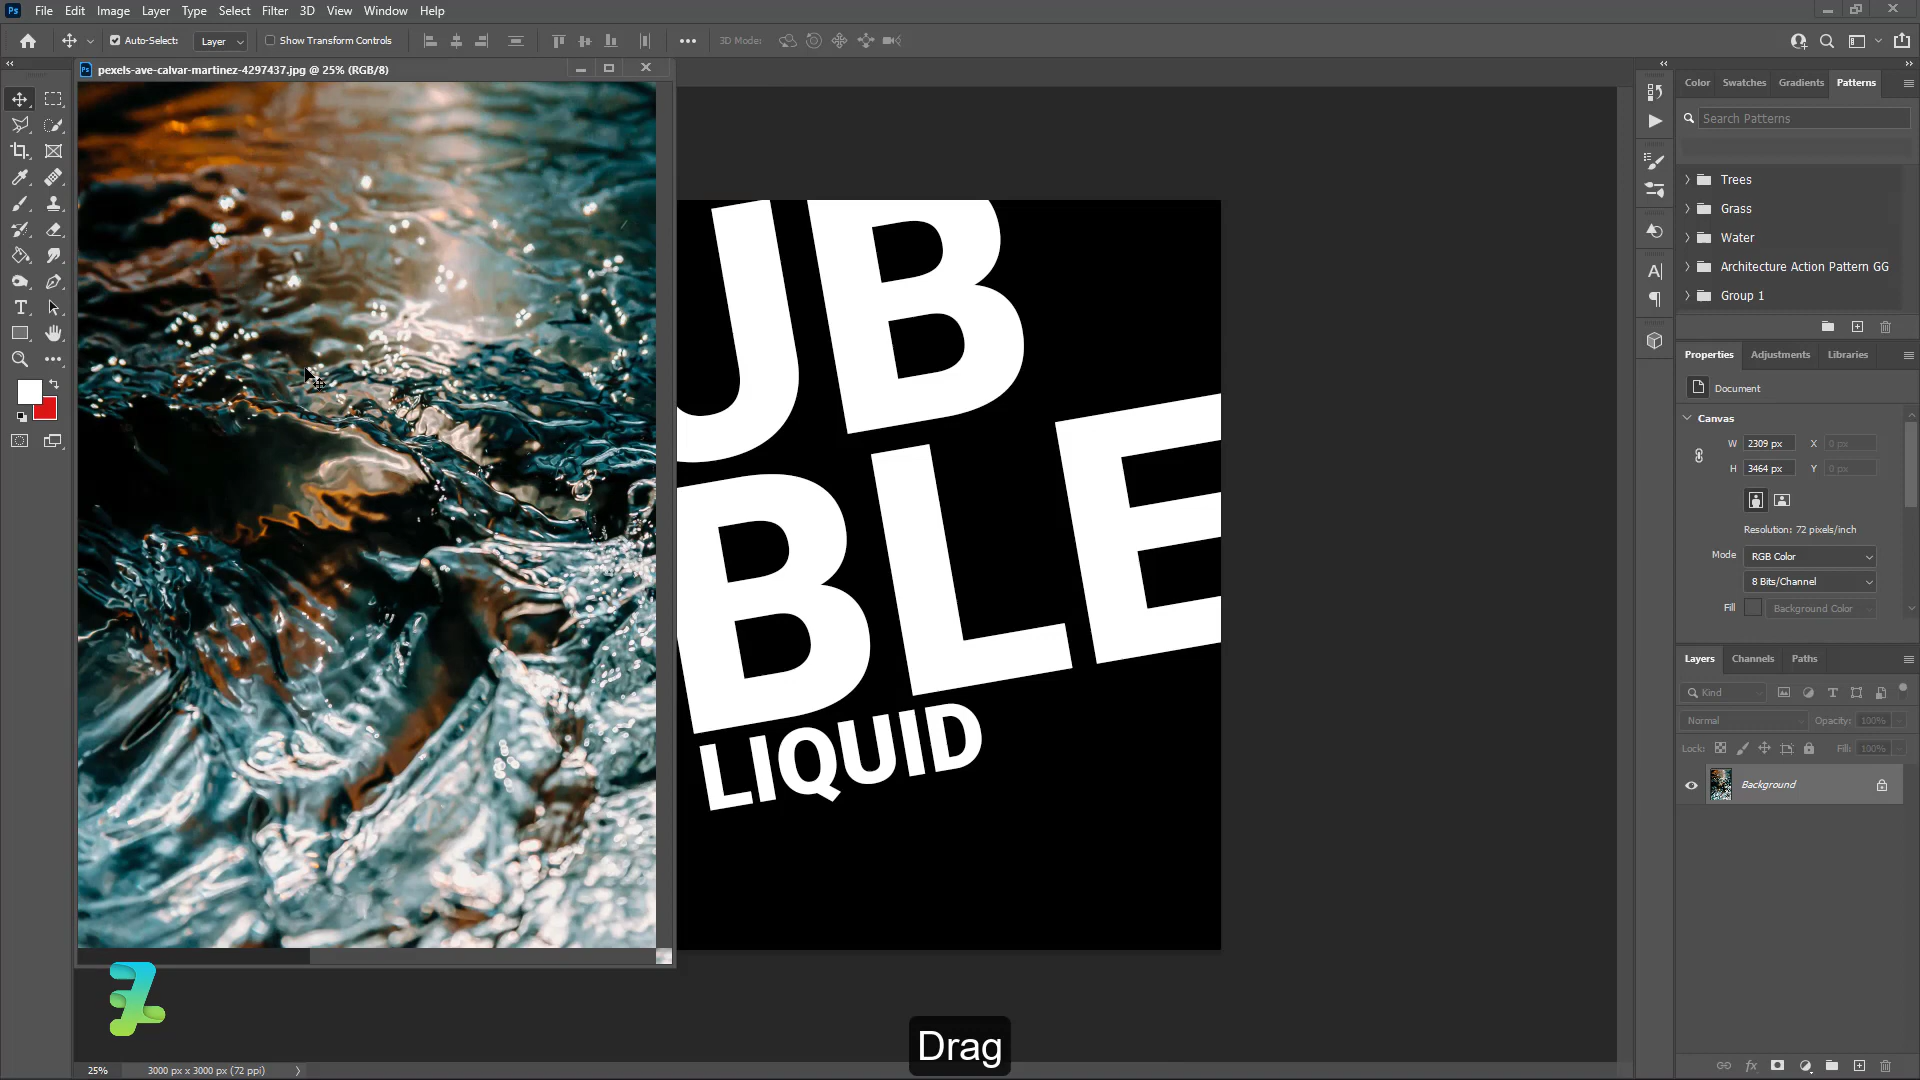 Ps File Edit Image Layer Type Select Filter 3D View Window Help
Auto-Select: Layer Show Transform Controls 3D Mode:
Ps pexels-ave-calvar-martinez-4297437.jpg @ 25% (RGB/8)
Color Swatches Gradients Patterns
Search Patterns
Trees
Grass
Water
Architecture Action Pattern GG
Group 1
Properties Adjustments Libraries
Document
Canvas
W 2309 px X 0 px
H 3464 px Y 0 px
Resolution: 72 pixels/inch
Mode RGB Color
8 Bits/Channel
Fill Background Color
Layers Channels Paths
Kind
Normal Opacity: 100%
Lock: Fill: 100%
Background
UB
BLE
LIQUID
Drag
25% 3000 px x 3000 px (72 ppi)